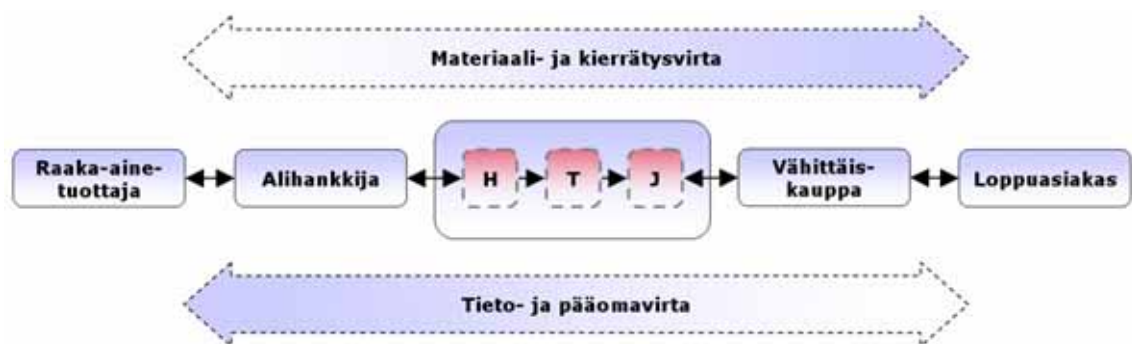 Materiaali- ja kierrätysvirta
Raaka-aine-
tuottaja
Alihankkija
H
T
J
Vähittäis-
kauppa
Loppuasiakas
Tieto- ja pääomavirta